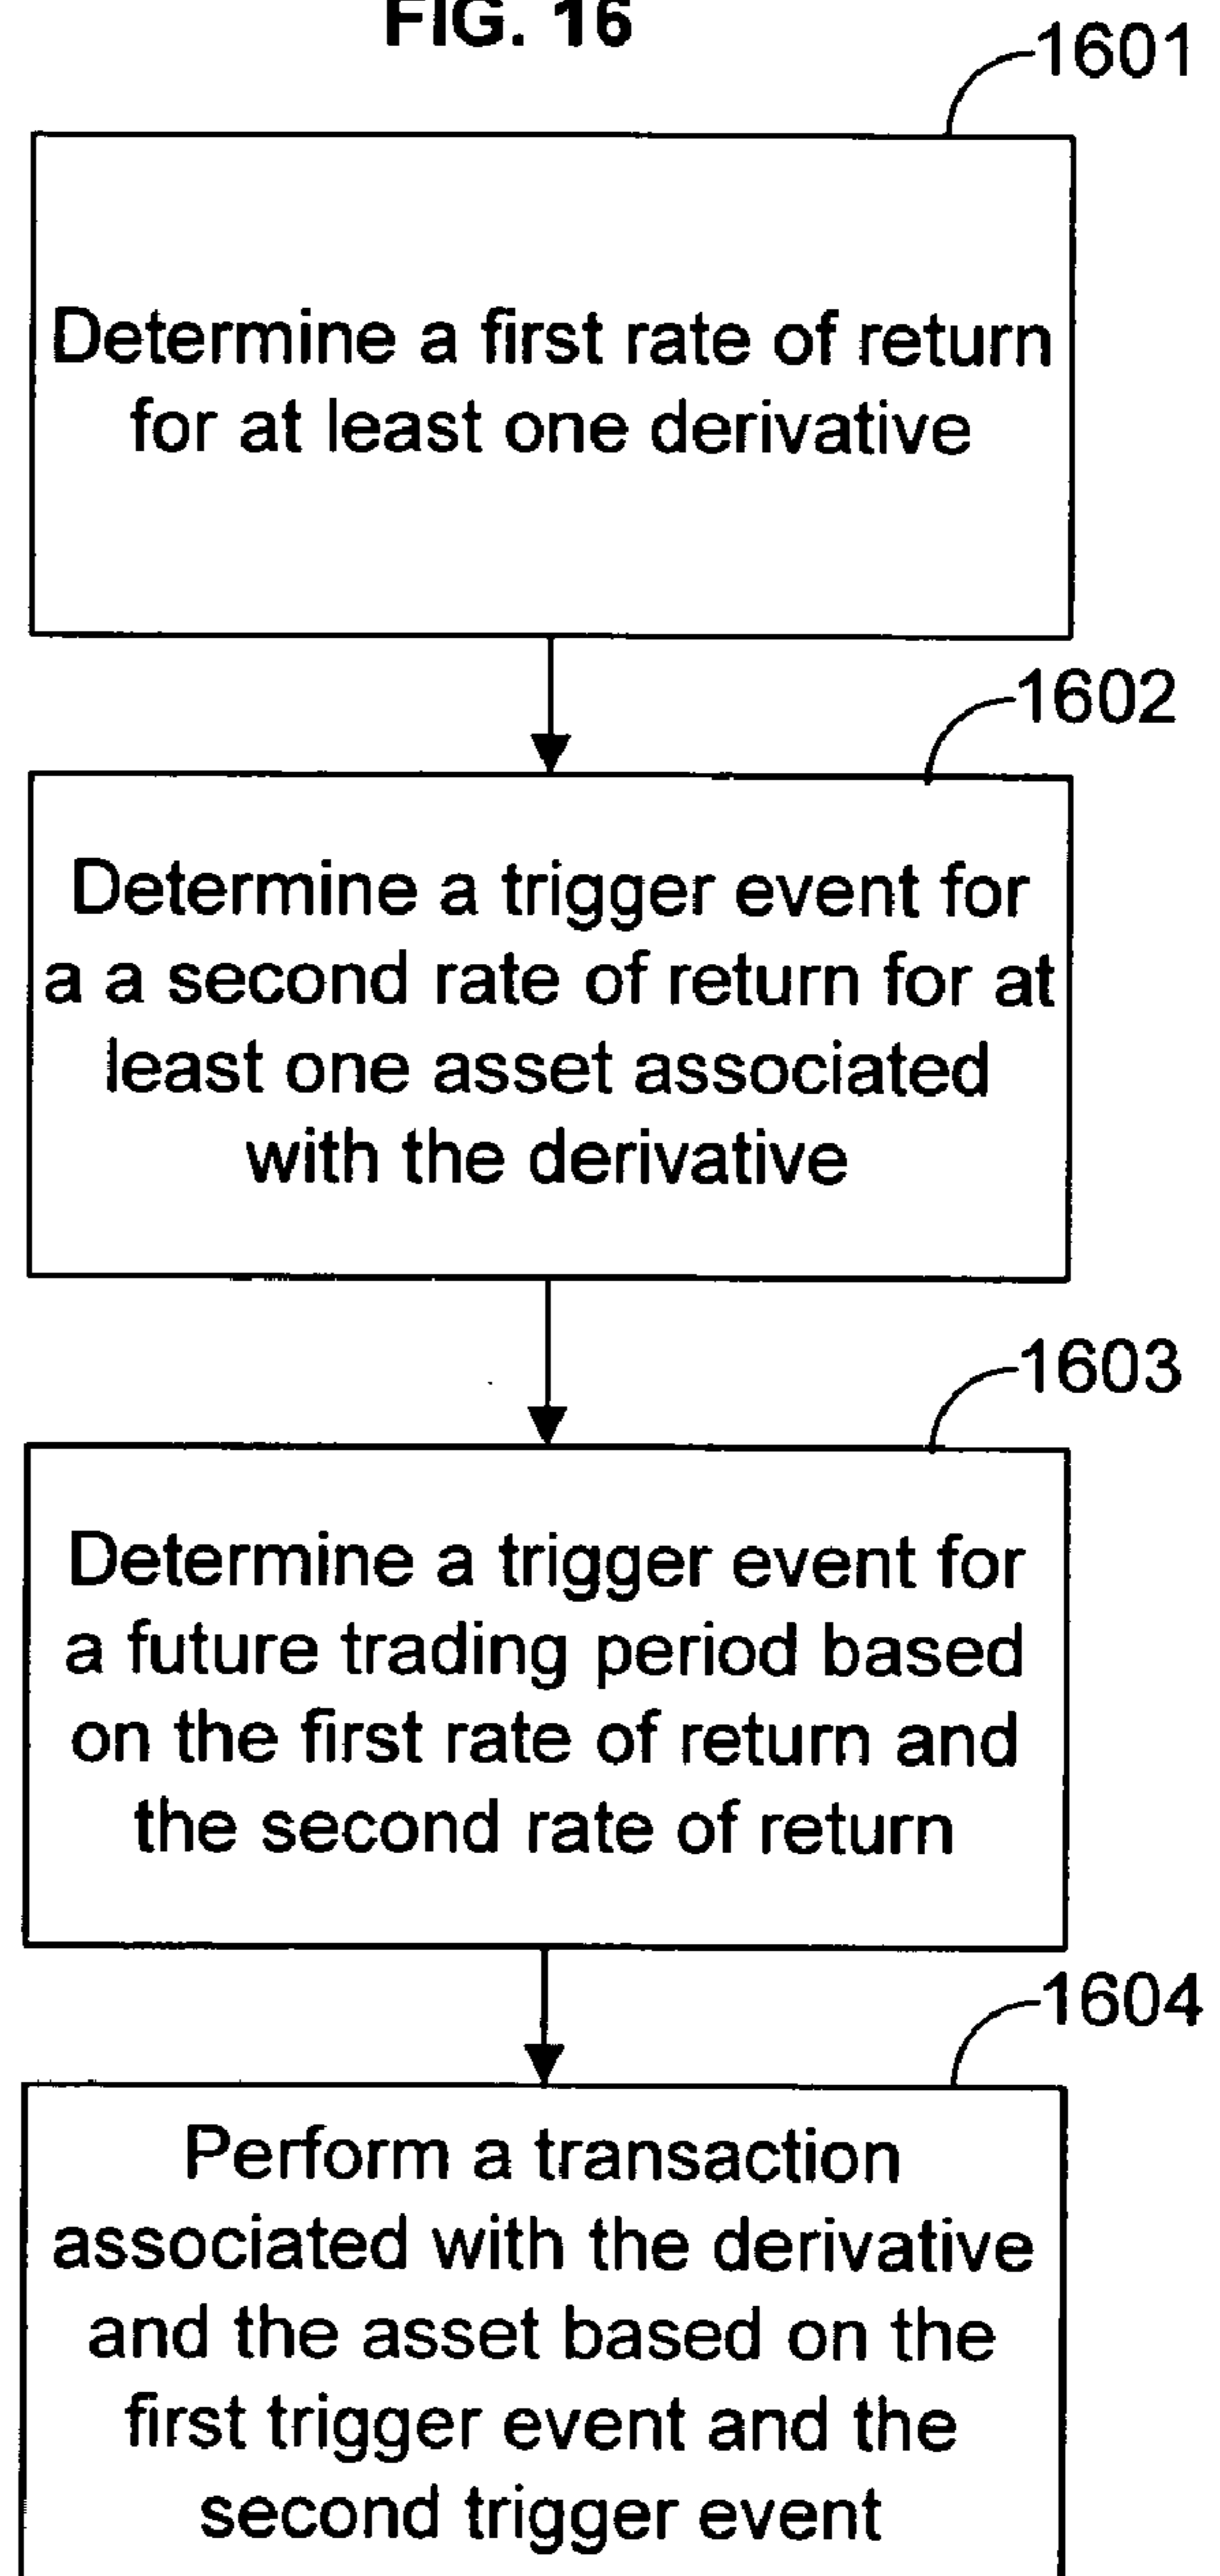 FIG. 16
1601
Determine a first rate of return
for at least one derivative
1602
Determine a trigger event for
a a second rate of return for at
least one asset associated
with the derivative
1603
Determine a trigger event for
a future trading period based
on the first rate of return and
the second rate of return
1604
Perform a transaction
associated with the derivative
and the asset based on the
first trigger event and the
second trigger event